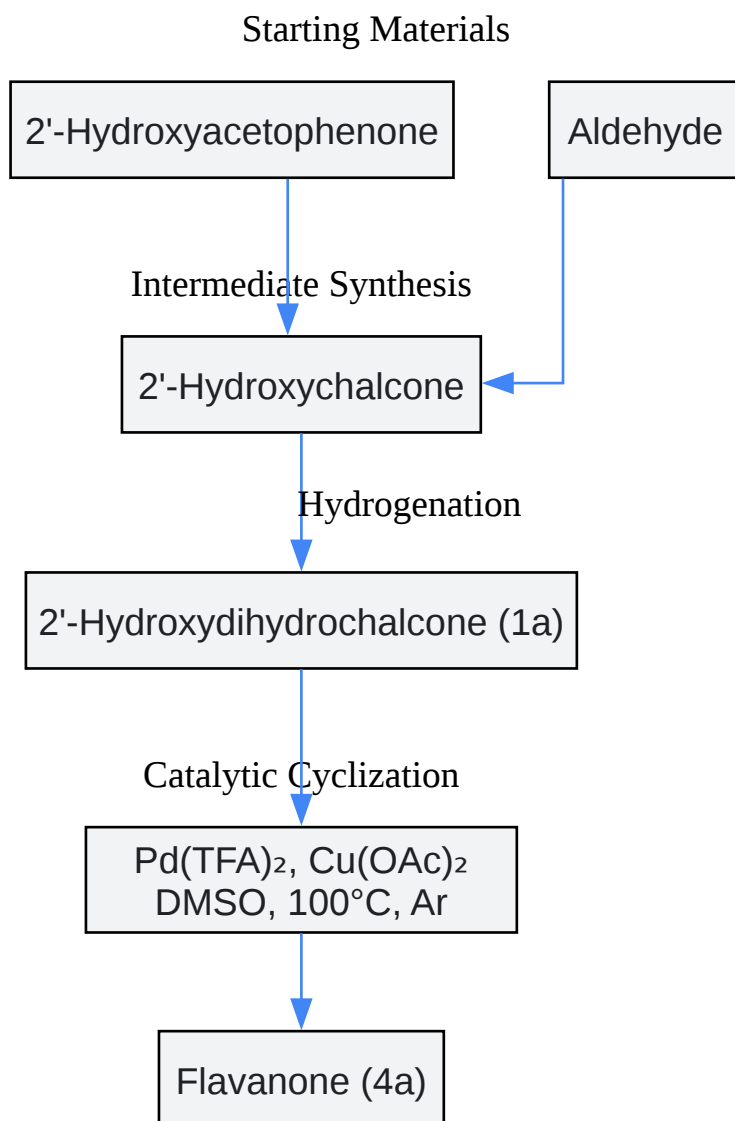 Starting Materials
2'-Hydroxyacetophenone
Aldehyde
Intermediate Synthesis
2'-Hydroxychalcone
Hydrogenation
2'-Hydroxydihydrochalcone (1a)
Catalytic Cyclization
Pd(TFA)₂, Cu(OAc)₂
DMSO, 100°C, Ar
Flavanone (4a)